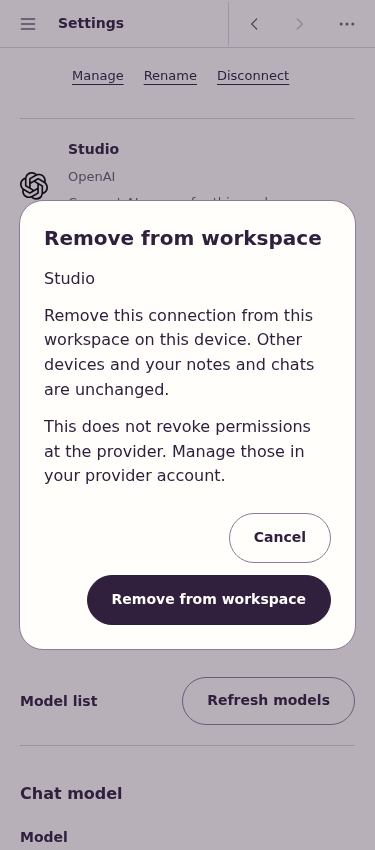 Settings
Manage Rename Disconnect
Studio
OpenAI
Remove from workspace
Studio
Remove this connection from this
workspace on this device. Other
devices and your notes and chats
are unchanged.
This does not revoke permissions
at the provider. Manage those in
your provider account.
Cancel
Remove from workspace
Model list
Refresh models
Chat model
Model